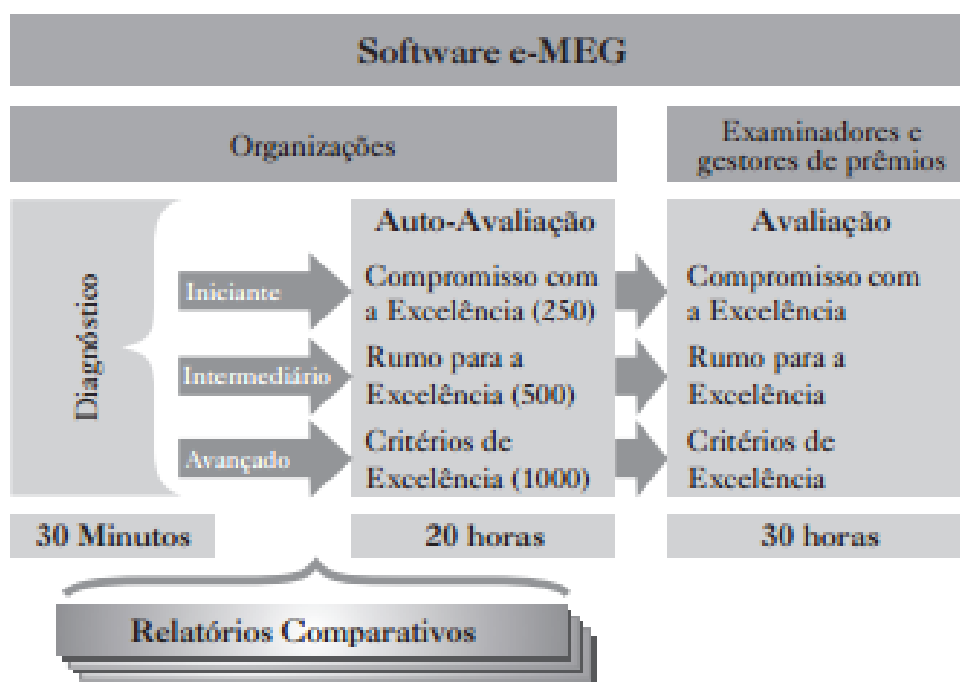 Software e-MEG
Organizações
Examinadores e
gestores de prêmios
Diagnóstico
Iniciante
Intermediário
Avançado
Auto-Avaliação
Compromisso com
a Excelência (250)
Rumo para a
Excelência (500)
Critérios de
Excelência (1000)
Avaliação
Compromisso com
a Excelência
Rumo para a
Excelência
Critérios de
Excelência
30 Minutos
20 horas
30 horas
Relatórios Comparativos